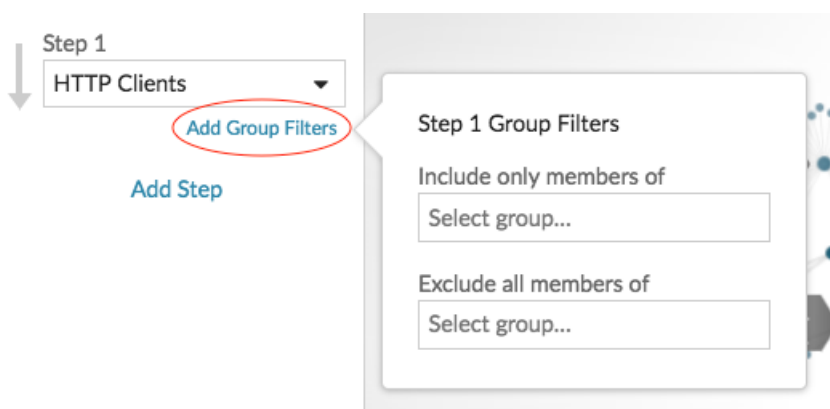 Step 1
HTTP Clients
Add Group Filters
Add Step
Step 1 Group Filters
Include only members of
Select group...
Exclude all members of
Select group...